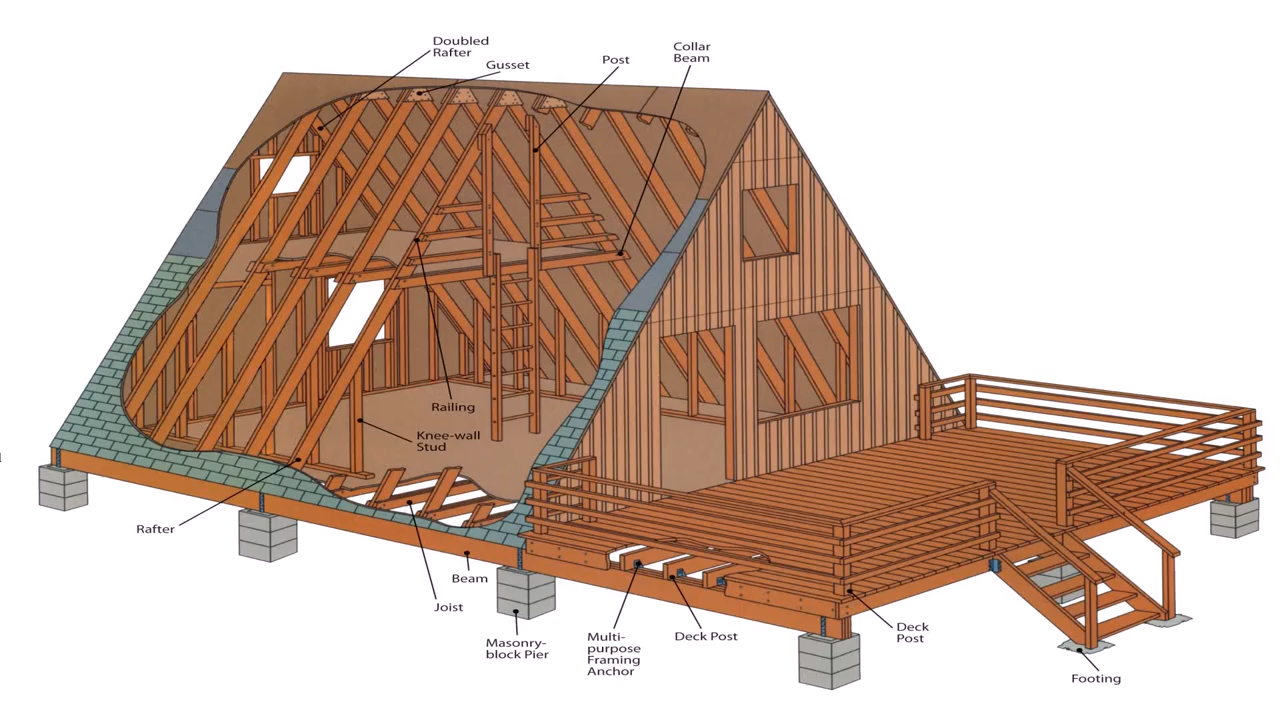 Doubled
Rafter
Gusset
Post
Collar
Beam
Railing
Knee-wall
Stud
Rafter
Beam
Joist
Masonry-
block Pier
Multi-
purpose
Framing
Anchor
Deck Post
Deck
Post
Footing